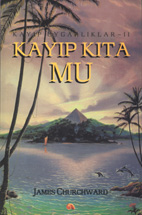 KAYIP UYGARLIKLAR - II
KAYIP KITA
MU
JAMES CHURCHWARD